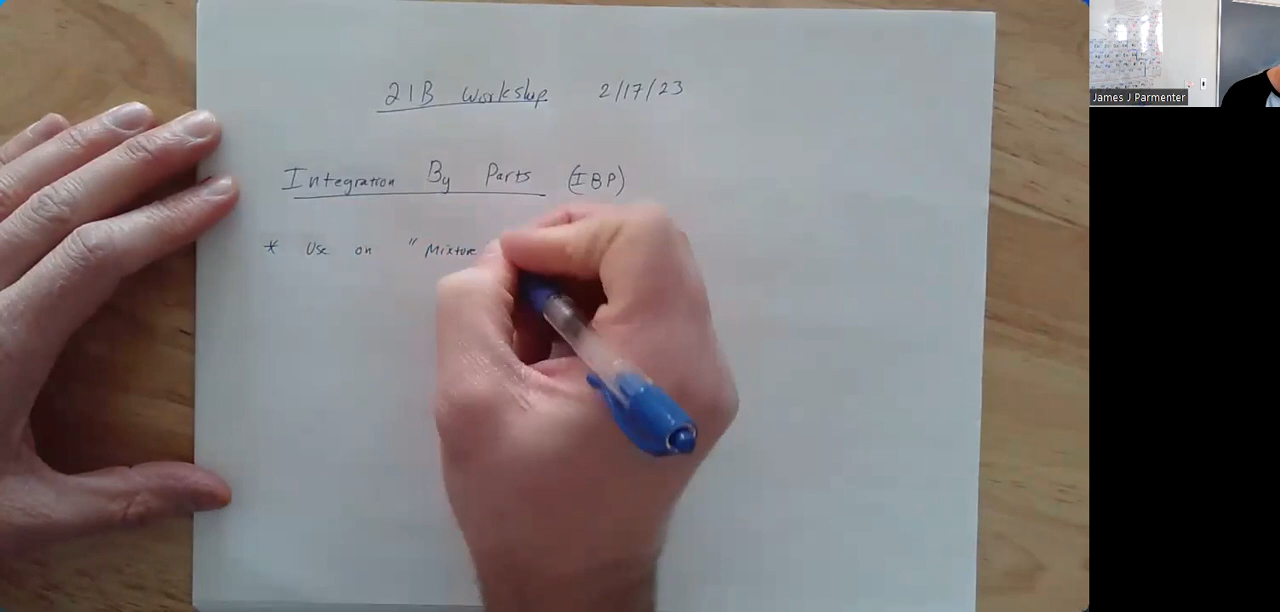 21B Workshop 2/17/23
Integration By Parts (IBP)
* Use on "Mixture
James J Parmenter